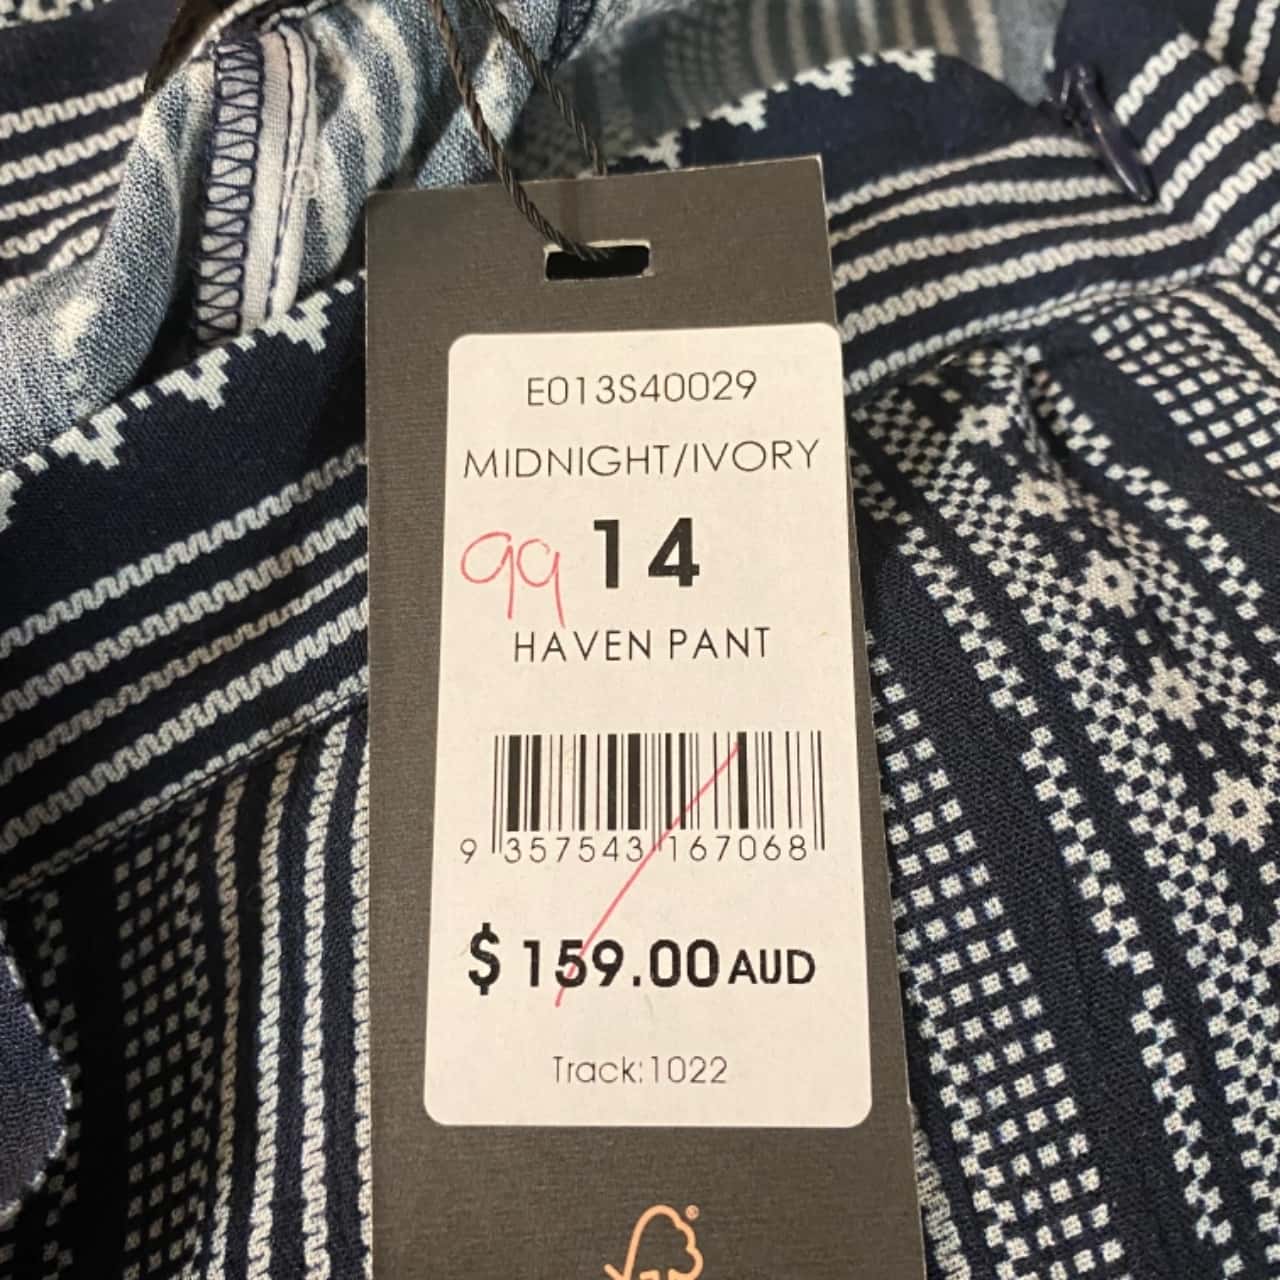 E013S40029
MIDNIGHT/IVORY
99 14
HAVEN PANT
9 357543 167068
$ 159.00 AUD
Track:1022
®